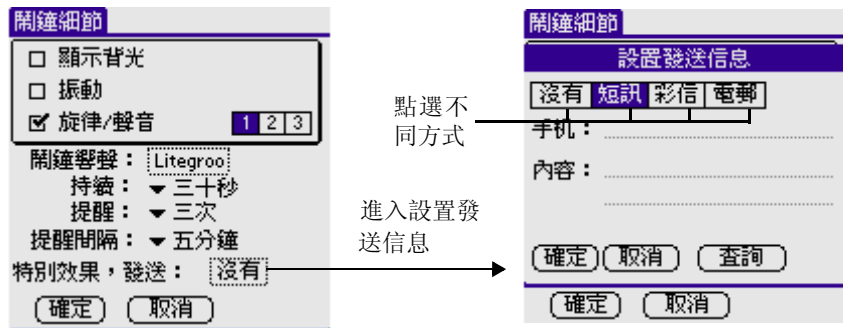 鬧鐘細節
顯示背光
振動
旋律/聲音 1 2 3
鬧鐘聲響： Litegroo
持續： 三十秒
提醒： 三次
提醒間隔： 五分鐘
特別效果，發送： 沒有
確定 取消
點選不
同方式
進入設置發
送信息
鬧鐘細節
設置發送信息
沒有 短訊 彩信 電郵
手机：
內容：
確定 取消 查詢
確定 取消